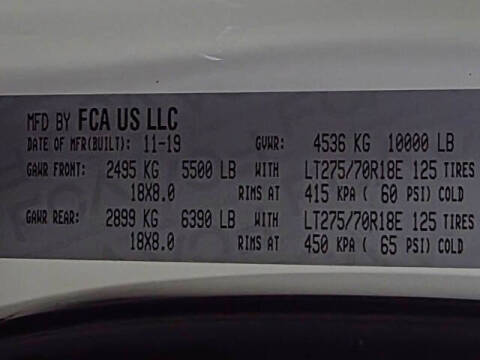 MFD BY FCA US LLC
DATE OF MFR(BUILT): 11-19 GVWR: 4536 KG 10000 LB
GAWR FRONT: 2495 KG 5500 LB WITH LT275/70R18E 125 TIRES
18X8.0 RIMS AT 415 KPA ( 60 PSI) COLD
GAWR REAR: 2899 KG 6390 LB WITH LT275/70R18E 125 TIRES
18X8.0 RIMS AT 450 KPA ( 65 PSI) COLD